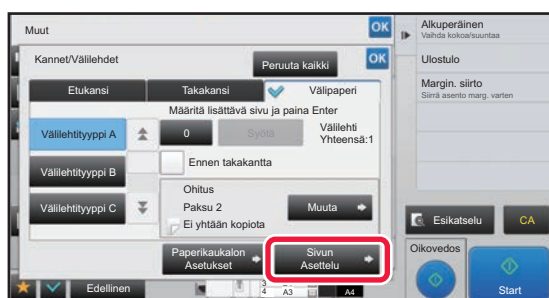 Muut
OK
Kannet/Välilehdet
Peruuta kaikki
OK
Etukansi
Takakansi
Välipaperi
Määritä lisättävä sivu ja paina Enter
Välilehtityyppi A
0
Syötä
Välilehti
Yhteensä:1
Ennen takakantta
Välilehtityyppi B
Ohitus
Paksu 2
Ei yhtään kopiota
Muuta
Välilehtityyppi C
Paperikaukalon
Asetukset
Sivun
Asettelu
Edellinen
3
4
A3
A4
Alkuperäinen
Vaihda kokoa/suuntaa
Ulostulo
Margin. siirto
Siirrä asento marg. varten
Esikatselu
CA
Oikovedos
Start